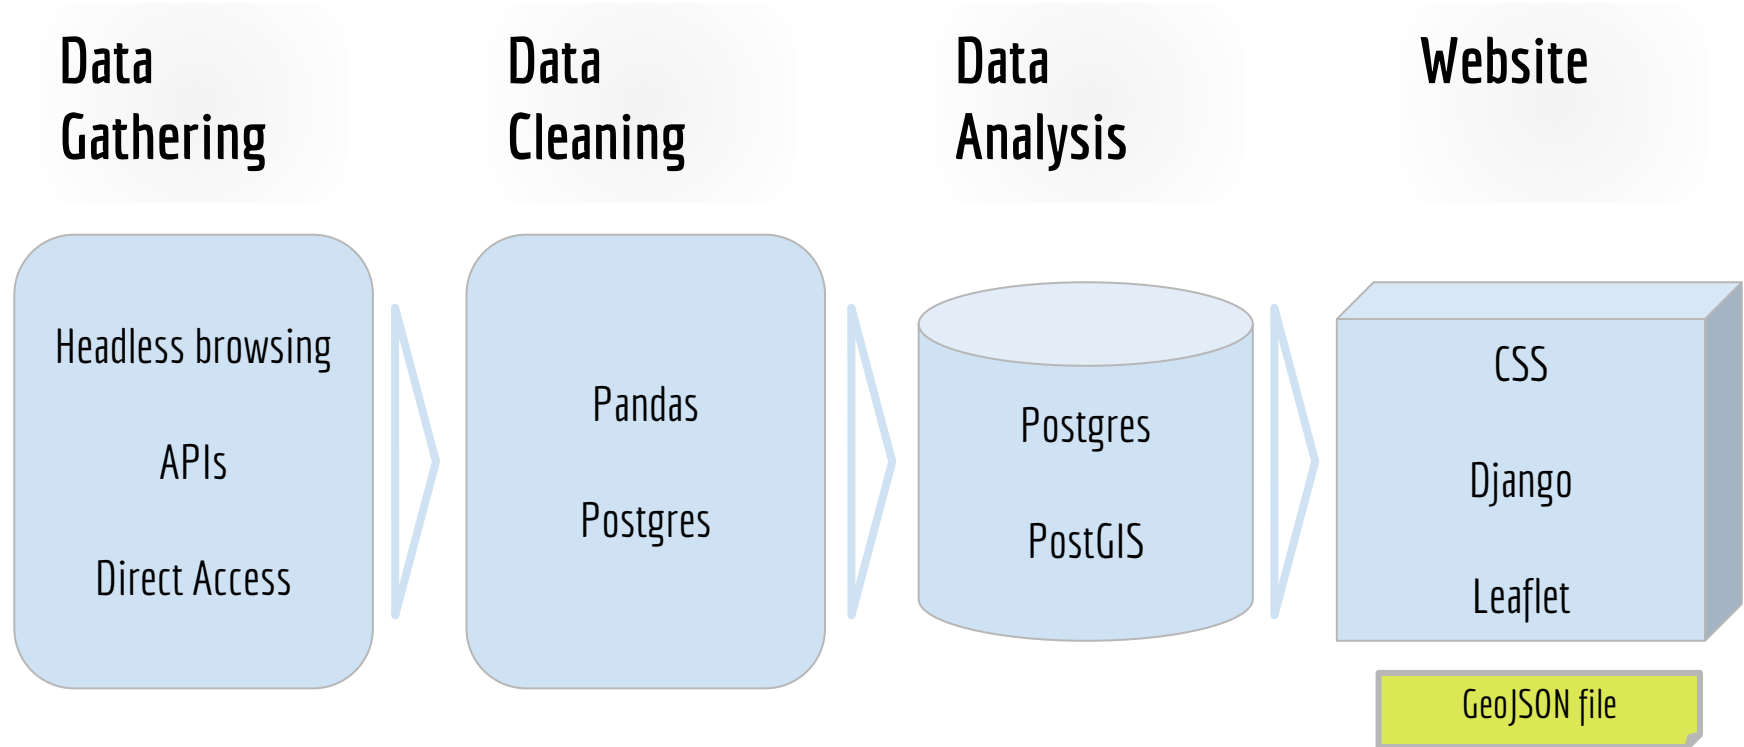 Data
Gathering
Data
Cleaning
Data
Analysis
Website
Headless browsing
APIs
Direct Access
Pandas
Postgres
Postgres
PostGIS
CSS
Django
Leaflet
GeoJSON file